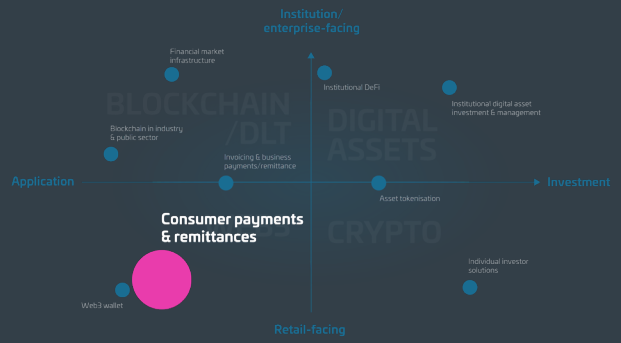 Institution/
enterprise-facing
Financial market
infrastructure
Institutional DeFi
BLOCKCHAIN
/DLT
DIGITAL
ASSETS
Institutional digital asset
investment & management
Blockchain in industry
& public sector
Invoicing & business
payments/remittance
Application
Investment
Asset tokenisation
Consumer payments
& remittances
CRYPTO
Individual investor
solutions
Web3 wallet
Retail-facing